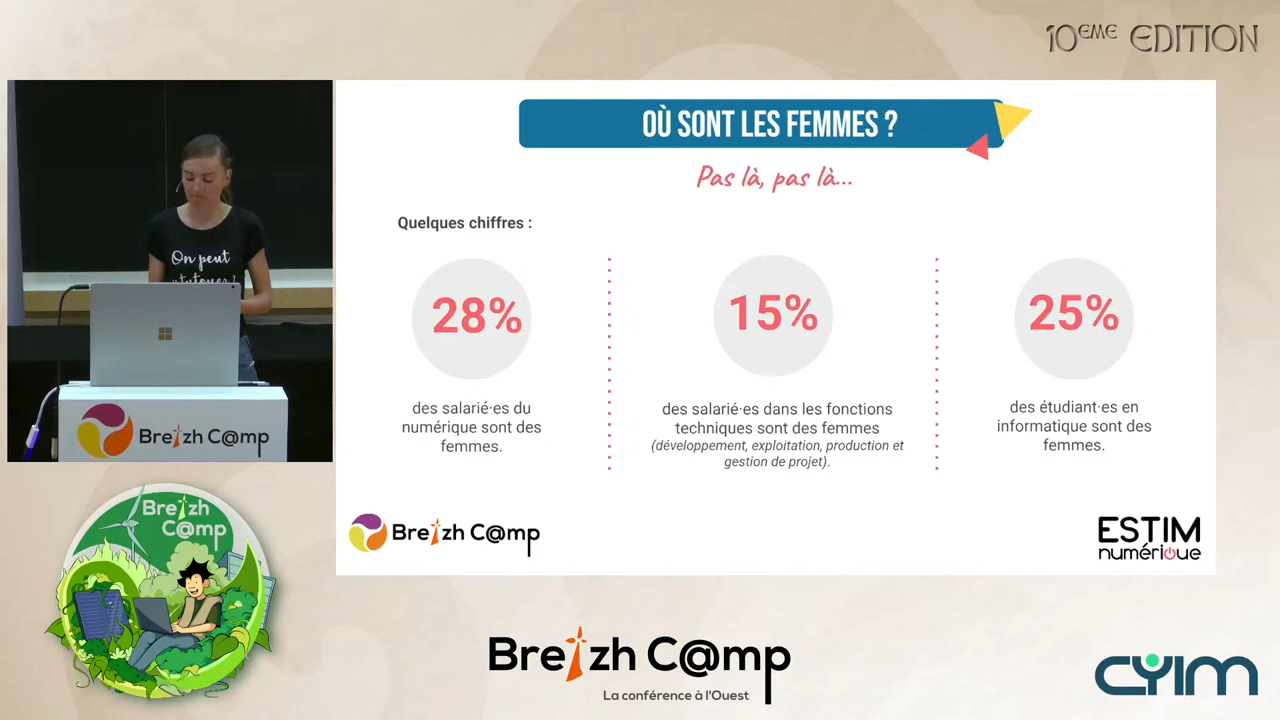 10EME EDITION
OÙ SONT LES FEMMES ?
Pas là, pas là...
Quelques chiffres :
28%
des salarié·es du
numérique sont des
femmes.
15%
des salarié·es dans les fonctions
techniques sont des femmes
(développement, exploitation, production et
gestion de projet).
25%
des étudiant·es en
informatique sont des
femmes.
Breizh C@mp
ESTIM
numérique
On peut
Breizh C@mp
Breizh
C@mp
Breizh C@mp
La conférence à l'Ouest
CYIM